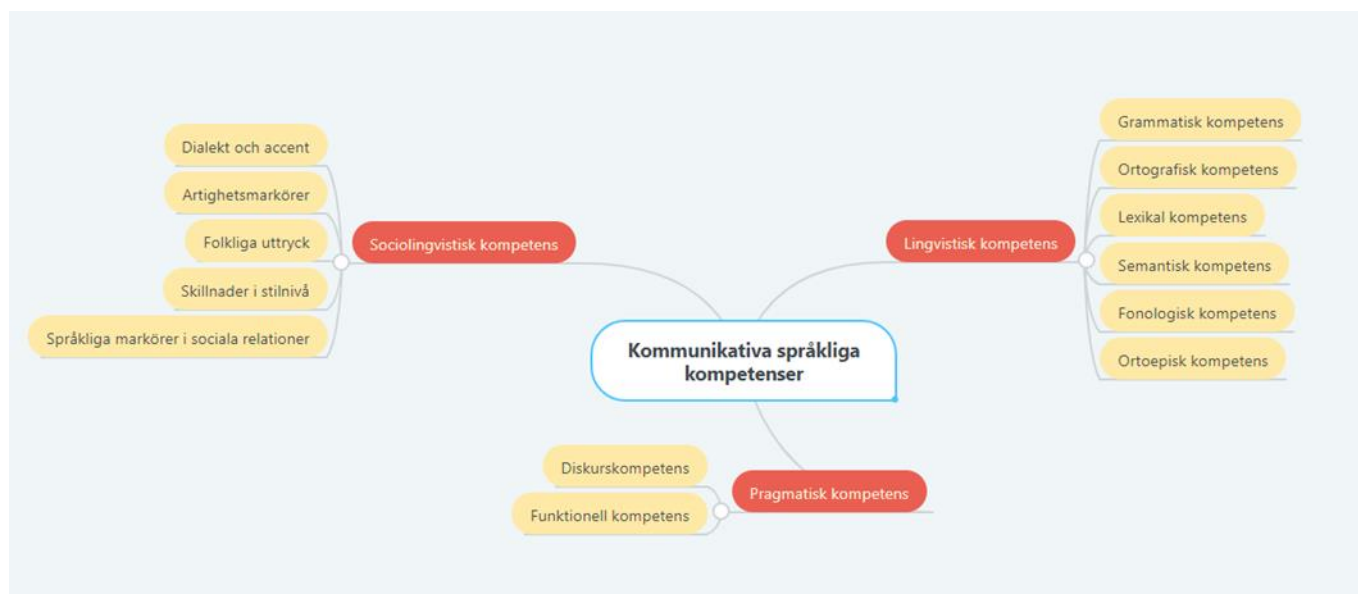 Dialekt och accent
Artighetsmarkörer
Folkliga uttryck
Skillnader i stilnivå
Språkliga markörer i sociala relationer
Sociolingvistisk kompetens
Lingvistisk kompetens
Grammatisk kompetens
Ortografisk kompetens
Lexikal kompetens
Semantisk kompetens
Fonologisk kompetens
Ortoepisk kompetens
Kommunikativa språkliga
kompetenser
Diskurskompetens
Funktionell kompetens
Pragmatisk kompetens